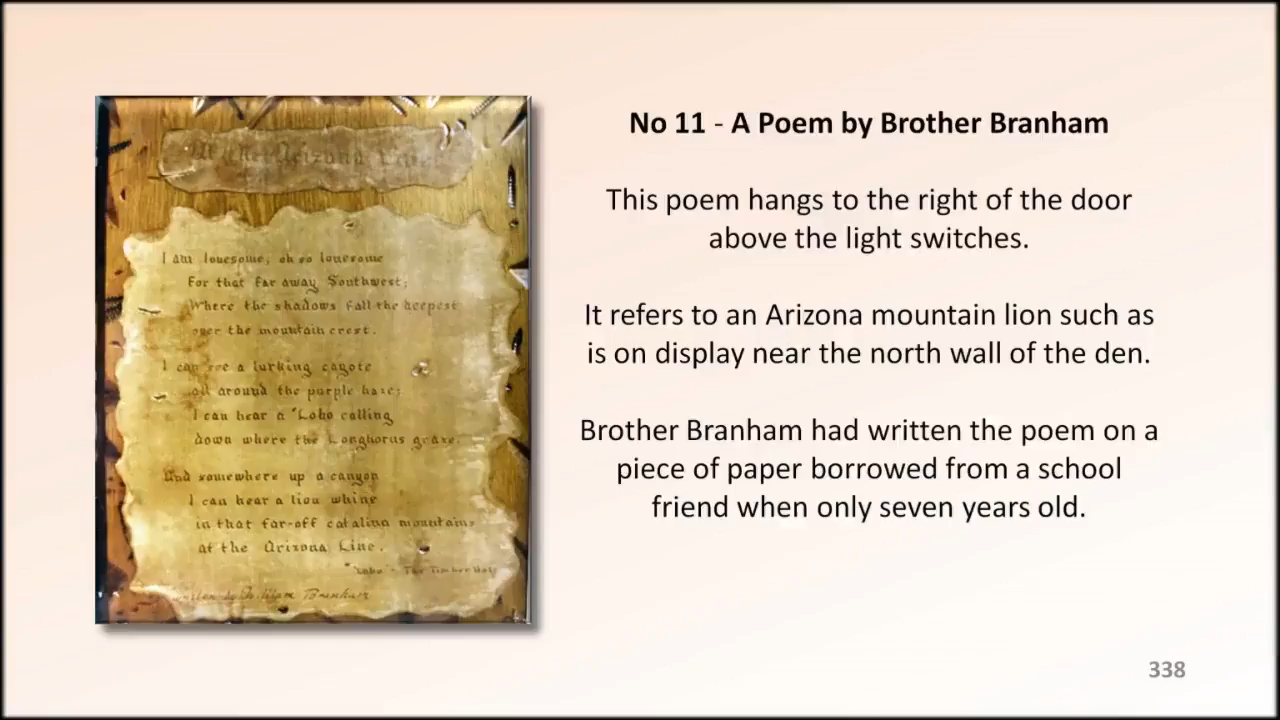 No 11 - A Poem by Brother Branham
This poem hangs to the right of the door
above the light switches.
It refers to an Arizona mountain lion such as
is on display near the north wall of the den.
Brother Branham had written the poem on a
piece of paper borrowed from a school
friend when only seven years old.
Arizona
I am lonesome, oh so lonesome
For that far away Southwest;
Where the shadows fall the deepest
over the mountain crest.
I can see a lurking cayote
all around the purple haze;
I can hear a "Lobo calling
down where the Longhorns graze.
And somewhere up a canyon
I can hear a lion whine
in that far-off catalina mountains
at the Arizona Line.
"Lobo" - The Timber
written by William Branham
338